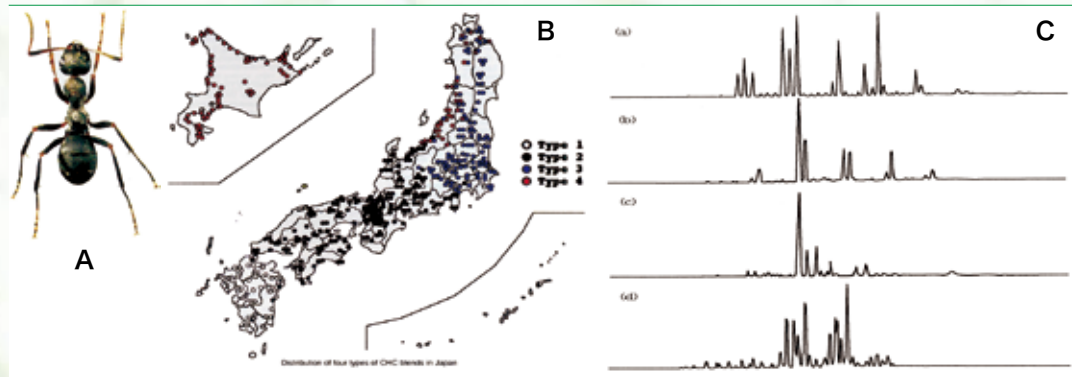 A
B
Type 1
Type 2
Type 3
Type 4
Distribution of four types of CHC blends in Japan
C
(a)
(b)
(c)
(d)